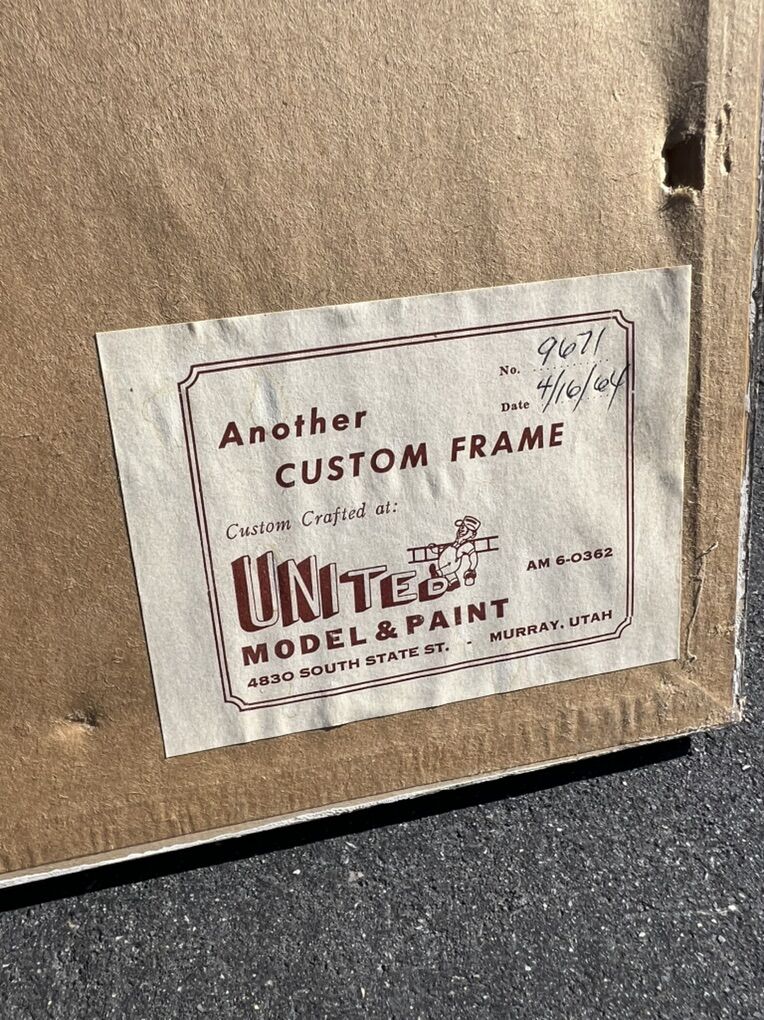 No. 9671
Date 4/16/64
Another
CUSTOM FRAME
Custom Crafted at:
UNITED
AM 6-0362
MODEL & PAINT
4830 SOUTH STATE ST. - MURRAY, UTAH